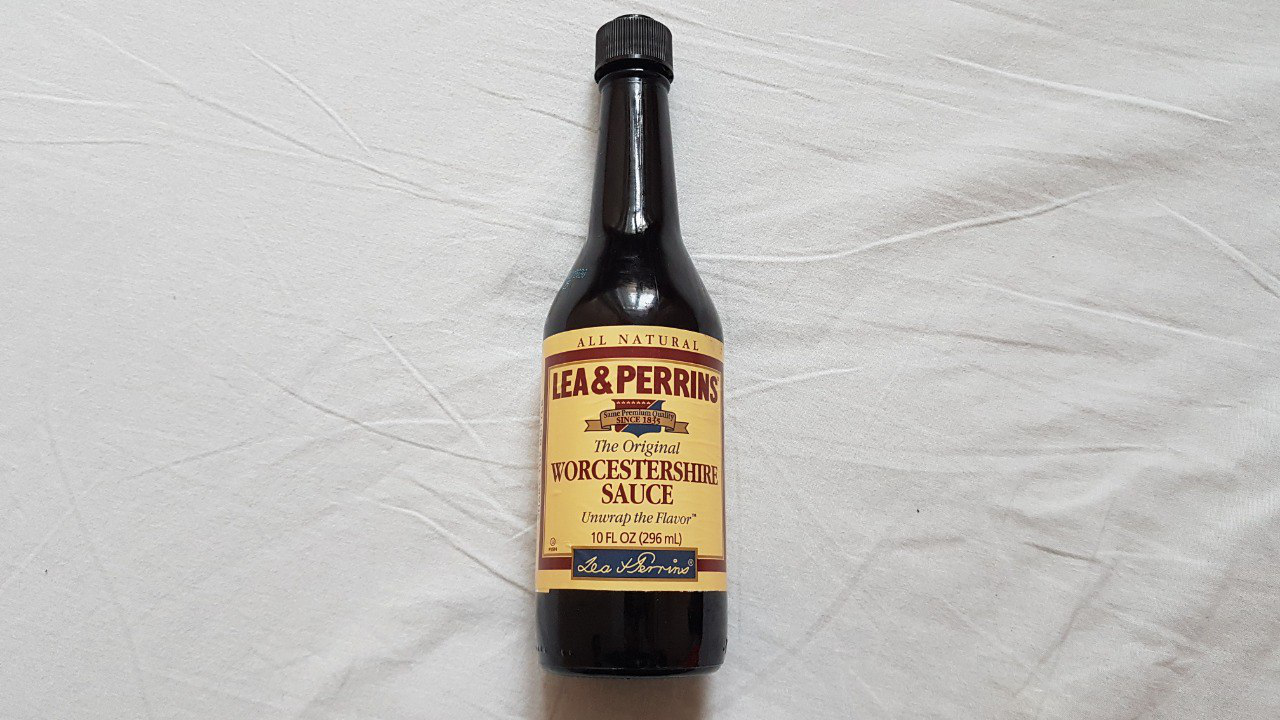 ALL NATURAL
LEA & PERRINS®
Same Premium Quality
SINCE 1835
The Original
WORCESTERSHIRE
SAUCE
Unwrap the Flavor™
10 FL OZ (296 mL)
Lea & Perrins®